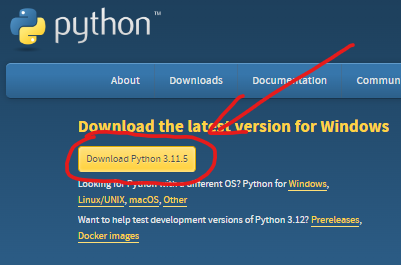 python™
About Downloads Documentation Commun
Download the latest version for Windows
Download Python 3.11.5
Looking for Python with a different OS? Python for Windows,
Linux/UNIX, macOS, Other
Want to help test development versions of Python 3.12? Prereleases,
Docker images